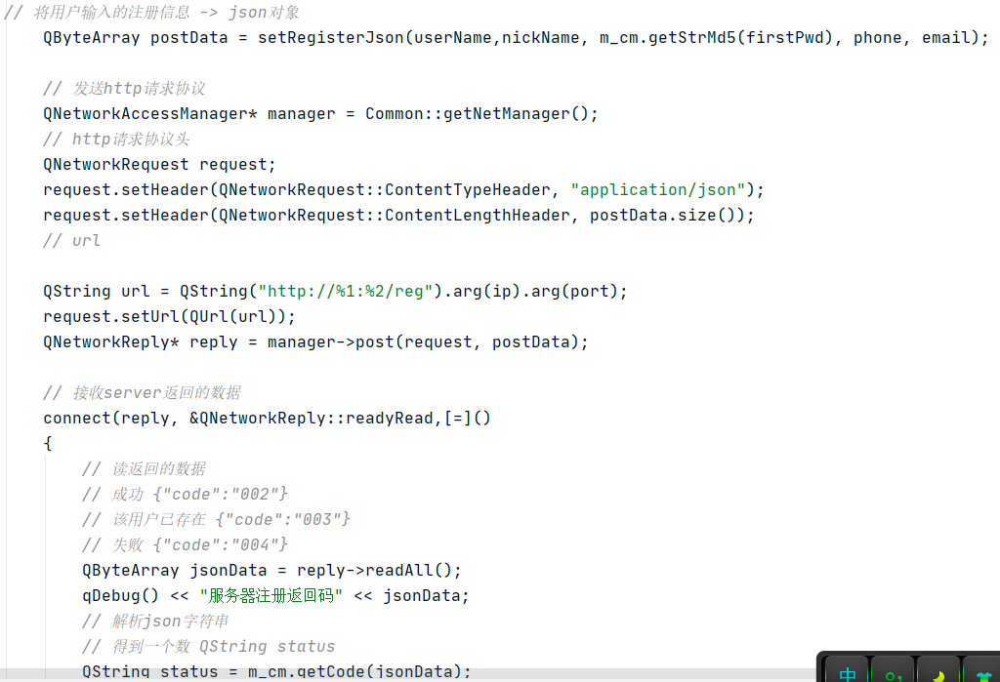 // 将用户输入的注册信息 -> json对象
QByteArray postData = setRegisterJson(userName,nickName, m_cm.getStrMd5(firstPwd), phone, email);
// 发送http请求协议
QNetworkAccessManager* manager = Common::getNetManager();
// http请求协议头
QNetworkRequest request;
request.setHeader(QNetworkRequest::ContentTypeHeader, "application/json");
request.setHeader(QNetworkRequest::ContentLengthHeader, postData.size());
// url
QString url = QString("http://%1:%2/reg").arg(ip).arg(port);
request.setUrl(QUrl(url));
QNetworkReply* reply = manager->post(request, postData);
// 接收server返回的数据
connect(reply, &QNetworkReply::readyRead,[=]()
{
// 读返回的数据
// 成功 {"code":"002"}
// 该用户已存在 {"code":"003"}
// 失败 {"code":"004"}
QByteArray jsonData = reply->readAll();
qDebug() << "服务器注册返回码" << jsonData;
// 解析json字符串
// 得到一个数 QString status
QString status = m_cm.getCode(jsonData);
中